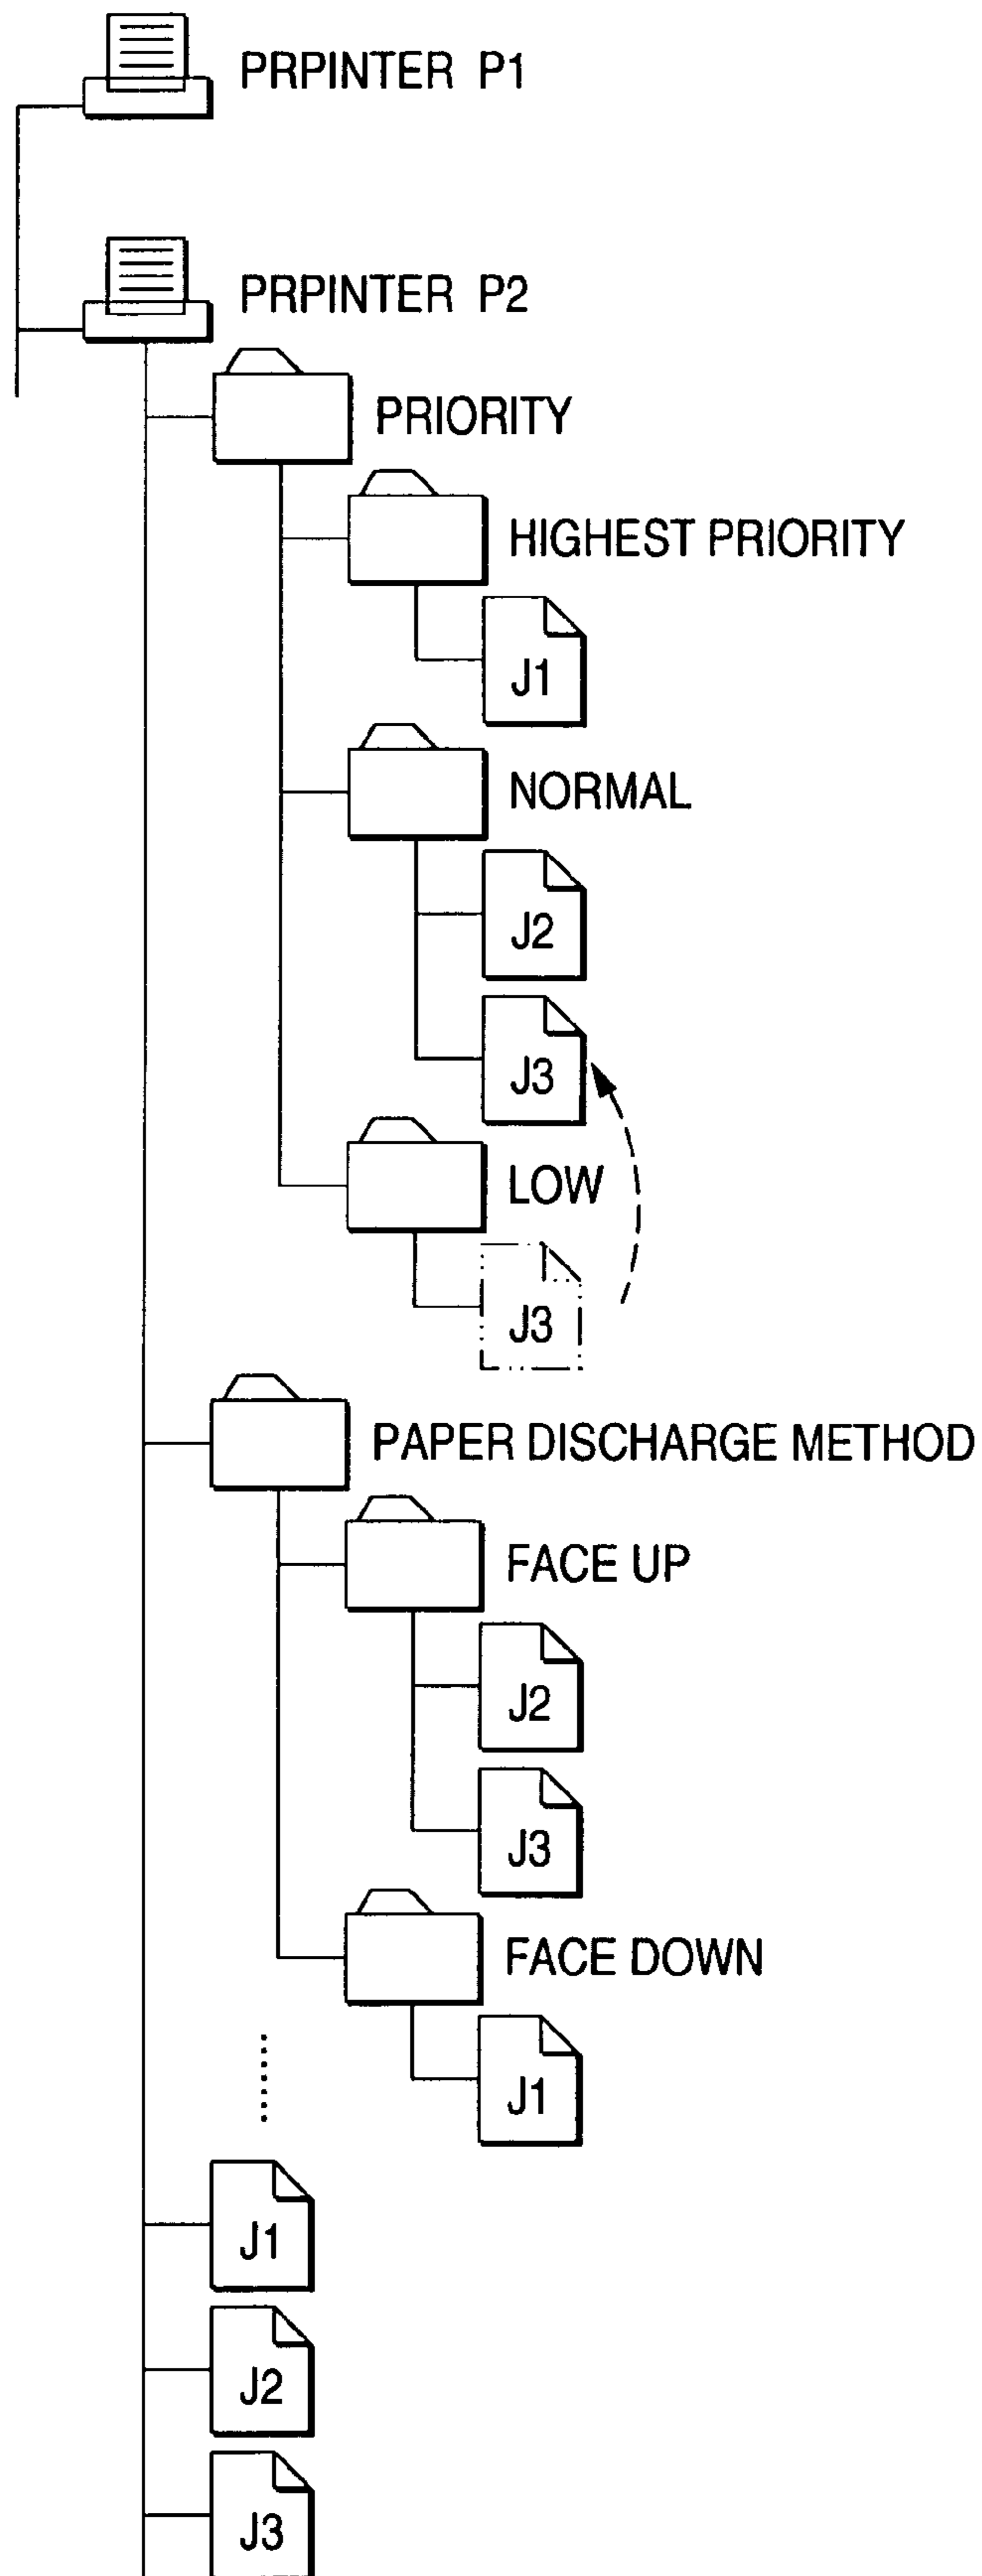 PRPINTER P1
PRPINTER P2
PRIORITY
HIGHEST PRIORITY
J1
NORMAL
J2
J3
LOW
J3
PAPER DISCHARGE METHOD
FACE UP
J2
J3
FACE DOWN
J1
J1
J2
J3